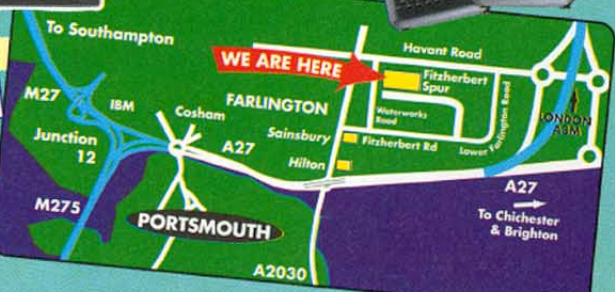 To Southampton
Havant Road
WE ARE HERE
Fitzherbert
Spur
M27
IBM
Cosham
FARLINGTON
Waterworks
Road
Lower Farlington Road
LONDON
A3M
Junction
12
A27
Sainsbury
Fitzherbert Rd
Hilton
M275
PORTSMOUTH
A27
To Chichester
& Brighton
A2030